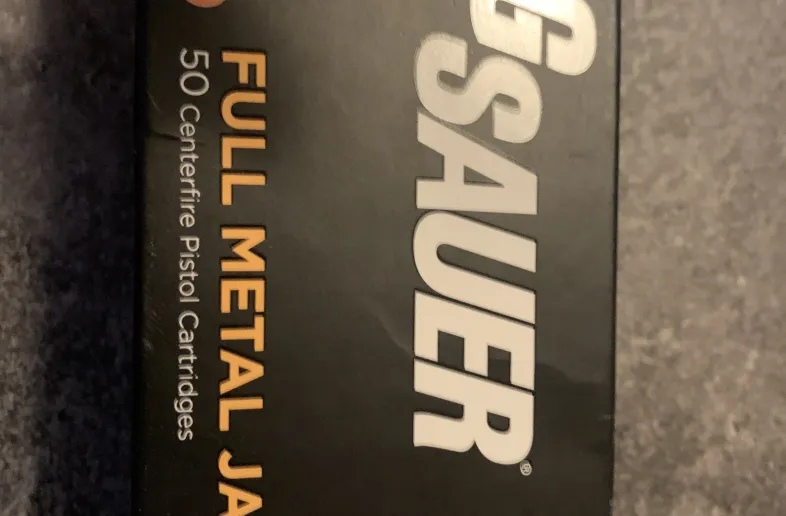 GSAUER®
FULL METAL JA
50 Centerfire Pistol Cartridges